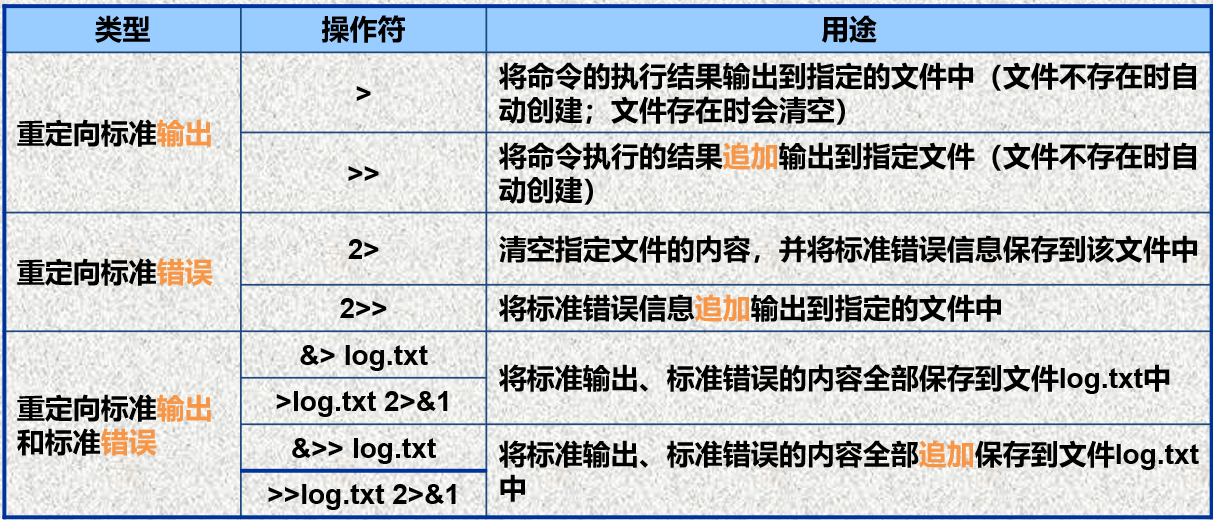 类型
操作符
用途
重定向标准输出
>
将命令的执行结果输出到指定的文件中（文件不存在时自
动创建；文件存在时会清空）
>>
将命令执行的结果追加输出到指定文件（文件不存在时自
动创建）
重定向标准错误
2>
清空指定文件的内容，并将标准错误信息保存到该文件中
2>>
将标准错误信息追加输出到指定的文件中
重定向标准输出
和标准错误
&> log.txt
>log.txt 2>&1
将标准输出、标准错误的内容全部保存到文件log.txt中
&>> log.txt
>>log.txt 2>&1
将标准输出、标准错误的内容全部追加保存到文件log.txt
中